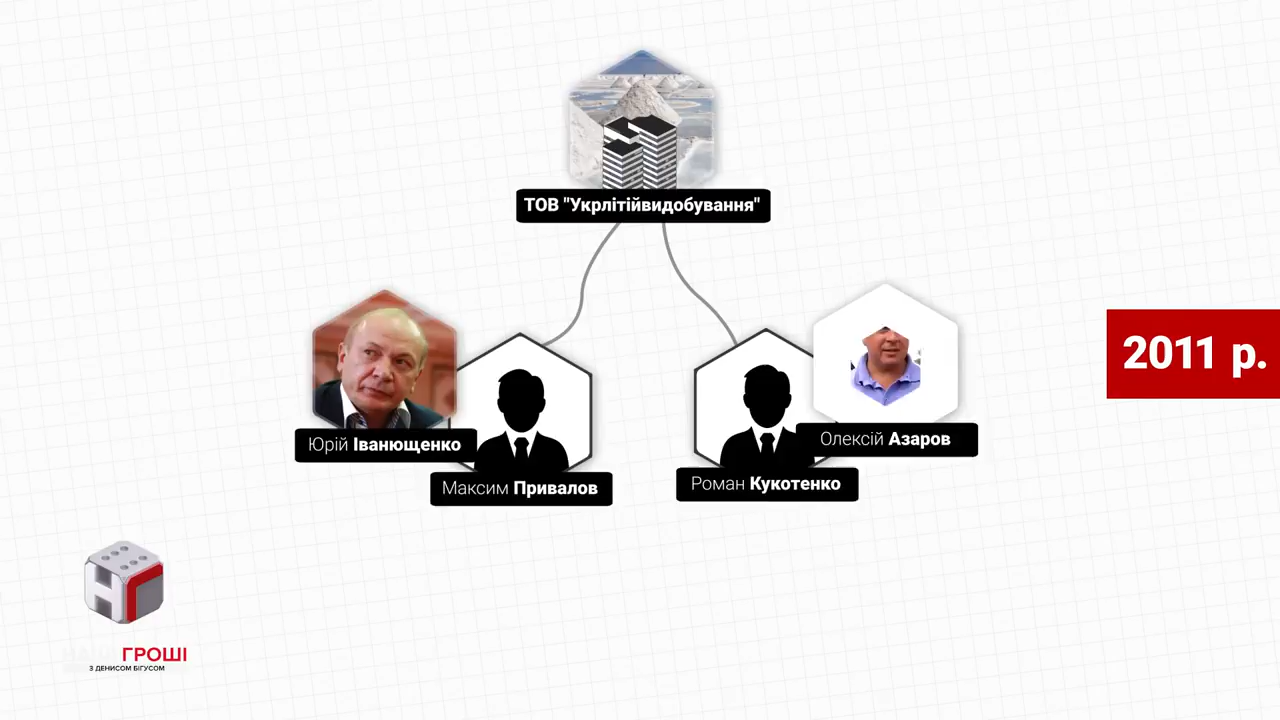 ТОВ "Укрлітійвидобування"
2011 р.
Юрій Іванющенко
Олексій Азаров
Максим Привалов
Роман Кукотенко
ГРОШІ
З ДЕНИСОМ БІГУСОМ